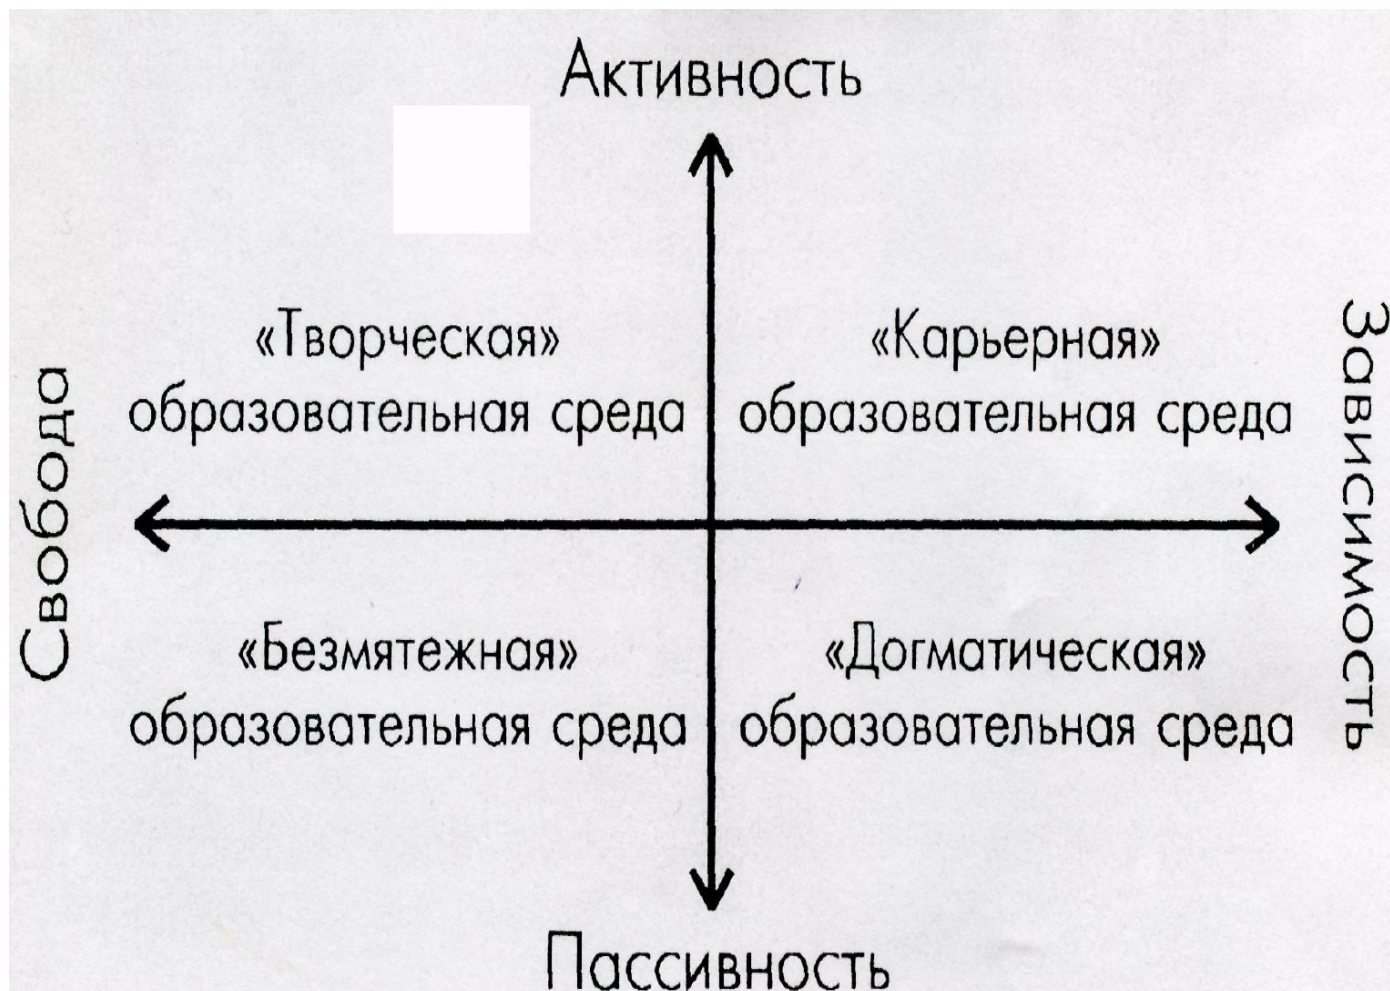 Активность
«Творческая»
образовательная среда
«Карьерная»
образовательная среда
Свобода
Зависимость
«Безмятежная»
образовательная среда
«Догматическая»
образовательная среда
Пассивность